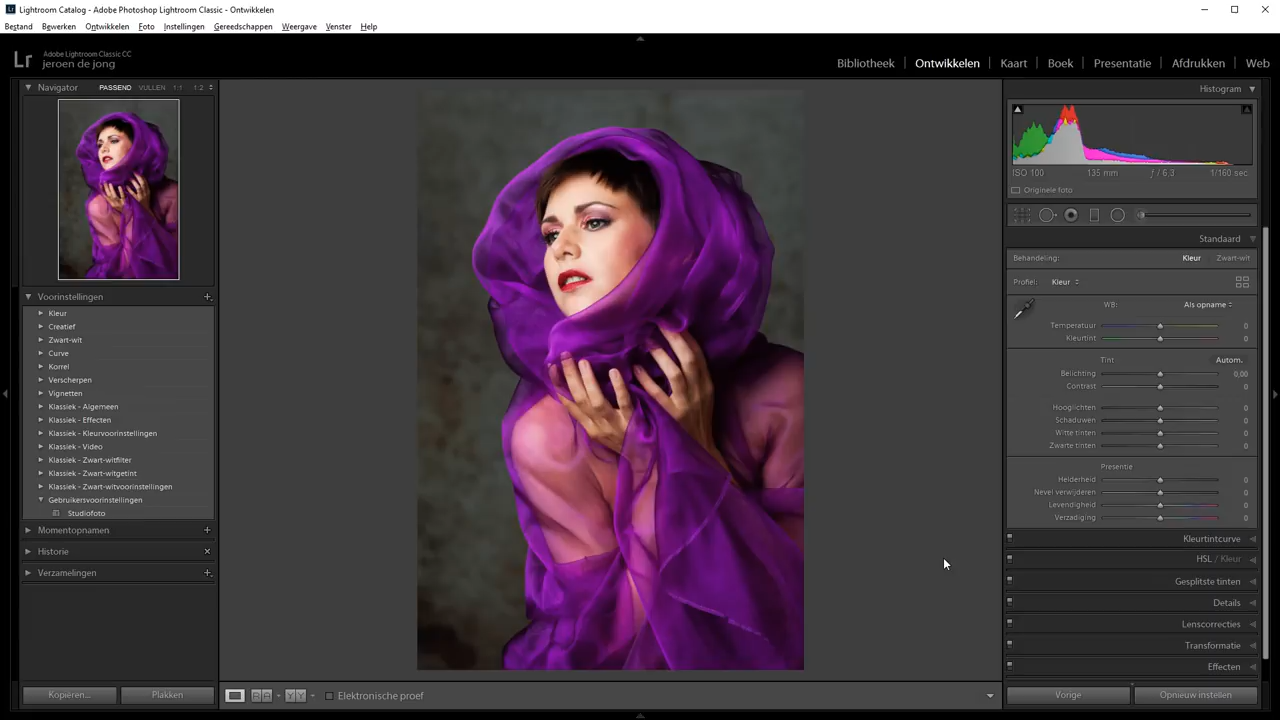 Lightroom Catalog - Adobe Photoshop Lightroom Classic - Ontwikkelen
Bestand Bewerken Ontwikkelen Foto Instellingen Gereedschappen Weergave Venster Help
Lr
Adobe Lightroom Classic CC
jeroen de jong
Bibliotheek | Ontwikkelen | Kaart | Boek | Presentatie | Afdrukken | Web
Navigator PASSEND VULLEN 1:1 1:2
Voorinstellingen +
Kleur
Creatief
Zwart-wit
Curve
Korrel
Verscherpen
Vignetten
Klassiek - Algemeen
Klassiek - Effecten
Klassiek - Kleurvoorinstellingen
Klassiek - Video
Klassiek - Zwart-witfilter
Klassiek - Zwart-witgetint
Klassiek - Zwart-witvoorinstellingen
Gebruikersvoorinstellingen
Studiofoto
Momentopnamen +
Historie ×
Verzamelingen +
Kopiëren... Plakken
R A Y Y Elektronische proef
Histogram
ISO 100 135 mm ƒ / 6,3 1/160 sec.
Originele foto
Standaard
Behandeling: Kleur Zwart-wit
Profiel: Kleur
WB: Als opname
Temperatuur 0
Kleurtint 0
Tint Autom.
Belichting 0,00
Contrast 0
Hooglichten 0
Schaduwen 0
Witte tinten 0
Zwarte tinten 0
Presentie
Helderheid 0
Nevel verwijderen 0
Levendigheid 0
Verzadiging 0
Kleurtintcurve
HSL / Kleur
Gesplitste tinten
Details
Lenscorrecties
Transformatie
Effecten
Vorige Opnieuw instellen